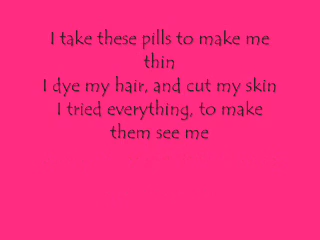 I take these pills to make me
thin
I dye my hair, and cut my skin
I tried everything, to make
them see me